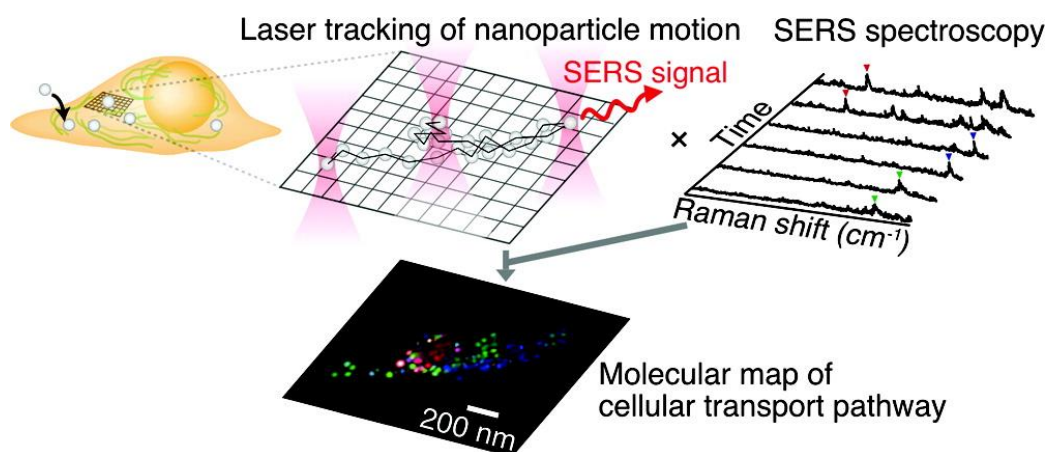 Laser tracking of nanoparticle motion
SERS spectroscopy
SERS signal
×
Time
Raman shift (cm⁻¹)
200 nm
Molecular map of
cellular transport pathway